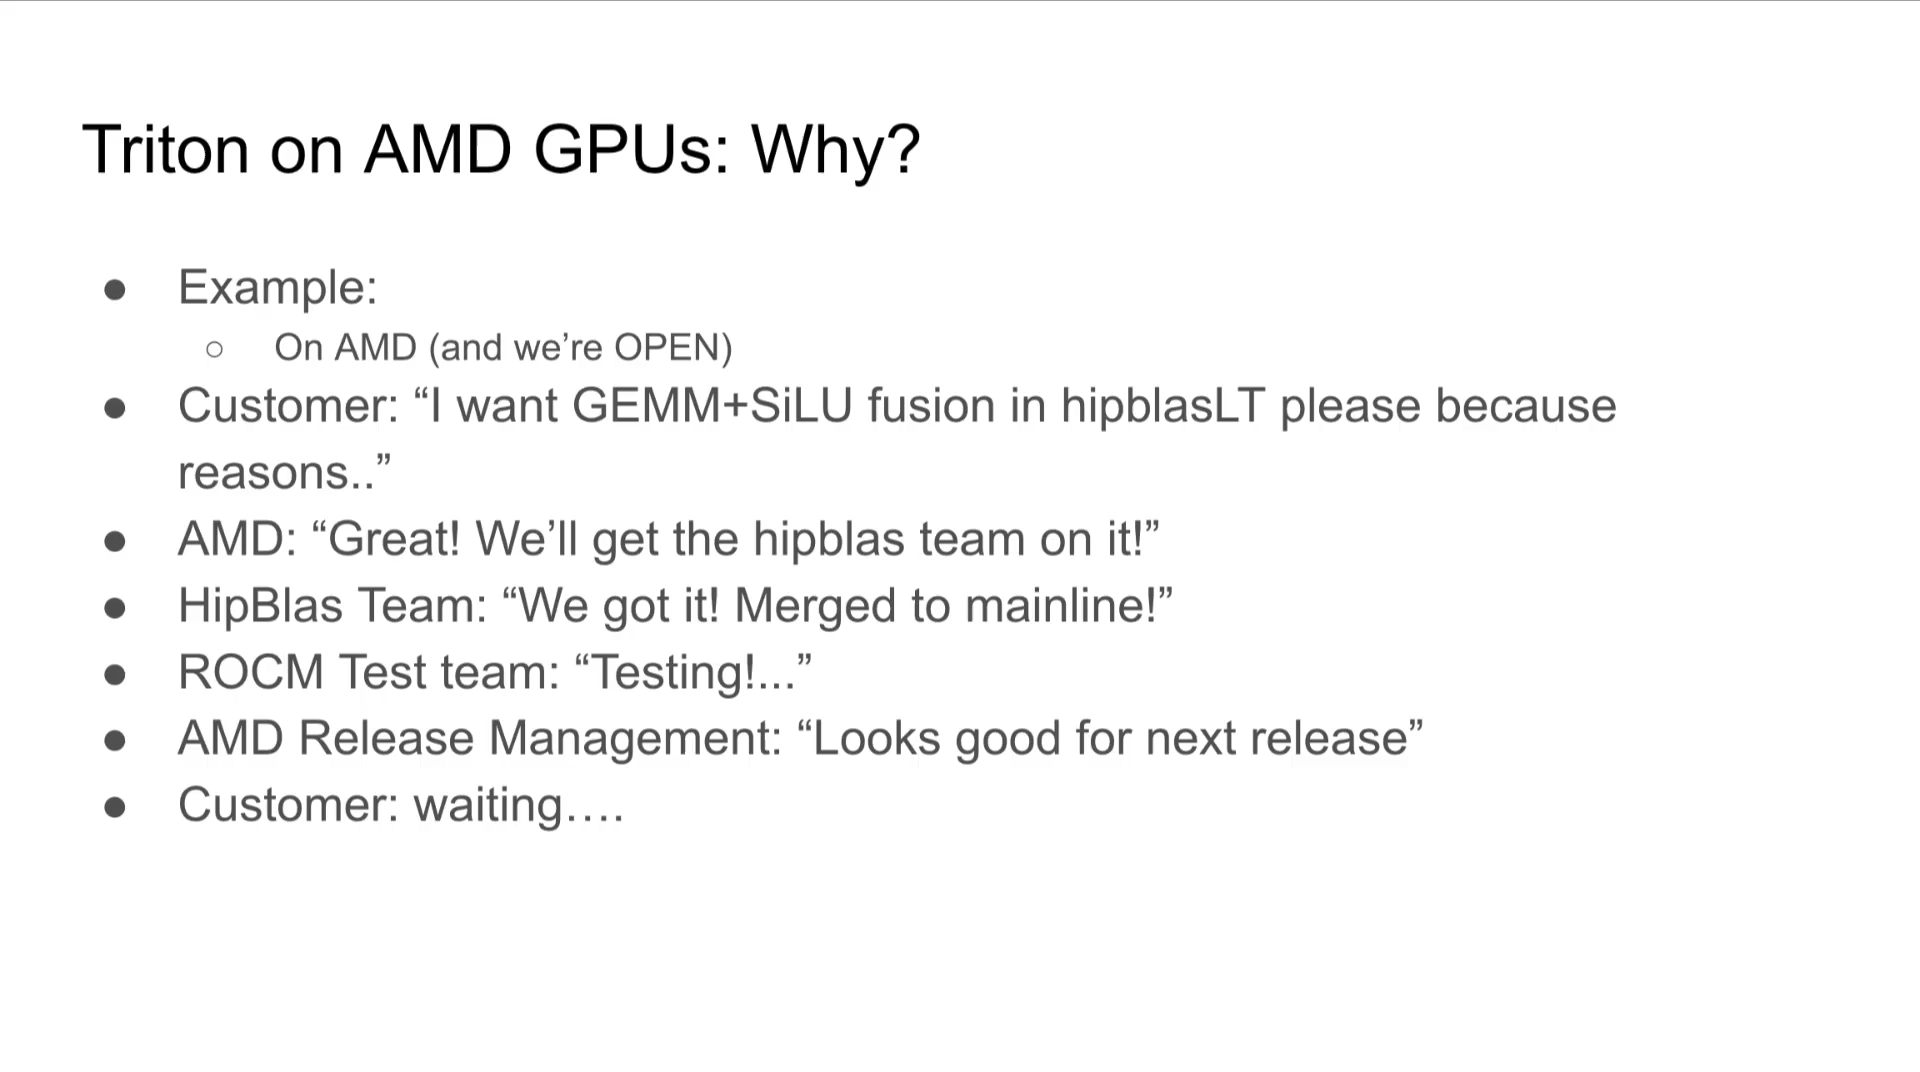 Triton on AMD GPUs: Why?
● Example:
○ On AMD (and we’re OPEN)
● Customer: “I want GEMM+SiLU fusion in hipblasLT please because
reasons..”
● AMD: “Great! We’ll get the hipblas team on it!”
● HipBlas Team: “We got it! Merged to mainline!”
● ROCM Test team: “Testing!...”
● AMD Release Management: “Looks good for next release”
● Customer: waiting….